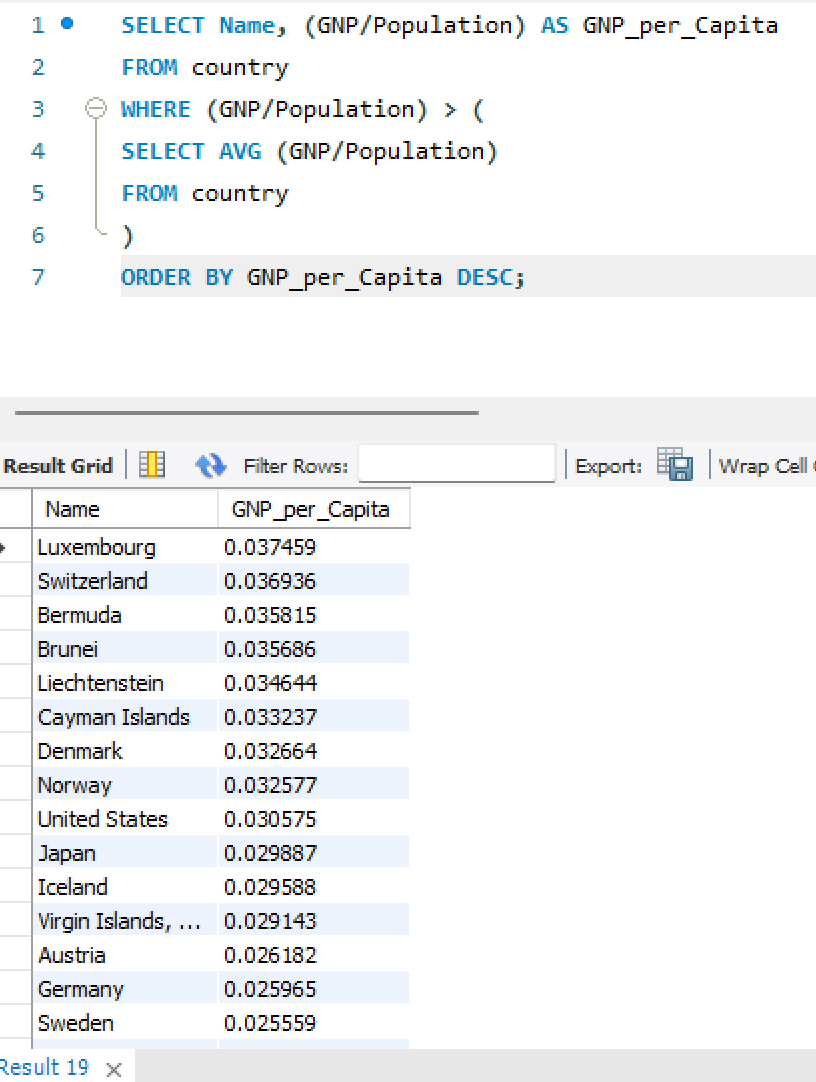 1 SELECT Name, (GNP/Population) AS GNP_per_Capita
2 FROM country
3 WHERE (GNP/Population) > (
4 SELECT AVG (GNP/Population)
5 FROM country
6 )
7 ORDER BY GNP_per_Capita DESC;
Result Grid Filter Rows: Export: Wrap Cell
Name GNP_per_Capita
Luxembourg 0.037459
Switzerland 0.036936
Bermuda 0.035815
Brunei 0.035686
Liechtenstein 0.034644
Cayman Islands 0.033237
Denmark 0.032664
Norway 0.032577
United States 0.030575
Japan 0.029887
Iceland 0.029588
Virgin Islands, ... 0.029143
Austria 0.026182
Germany 0.025965
Sweden 0.025559
Result 19